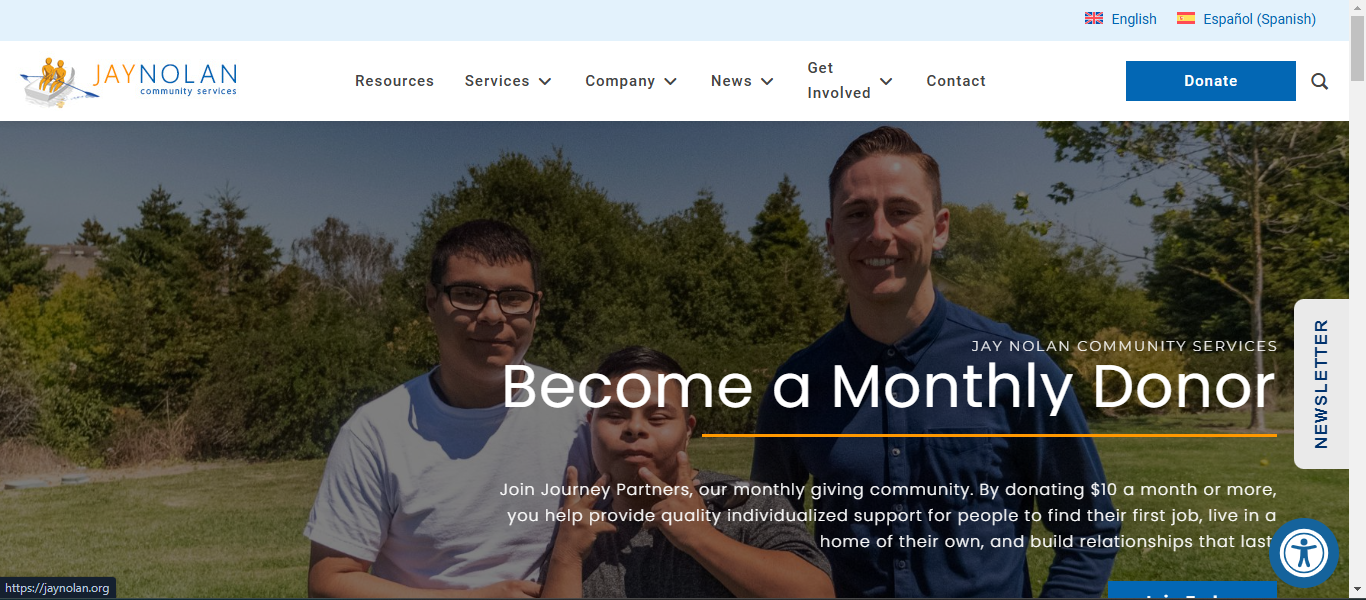 English Español (Spanish)
JAYNOLAN
community services
Resources Services Company News Get Involved Contact Donate
JAY NOLAN COMMUNITY SERVICES
Become a Monthly Donor
Join Journey Partners, our monthly giving community. By donating $10 a month or more,
you help provide quality individualized support for people to find their first job, live in a
home of their own, and build relationships that last.
NEWSLETTER
Join Today
https://jaynolan.org